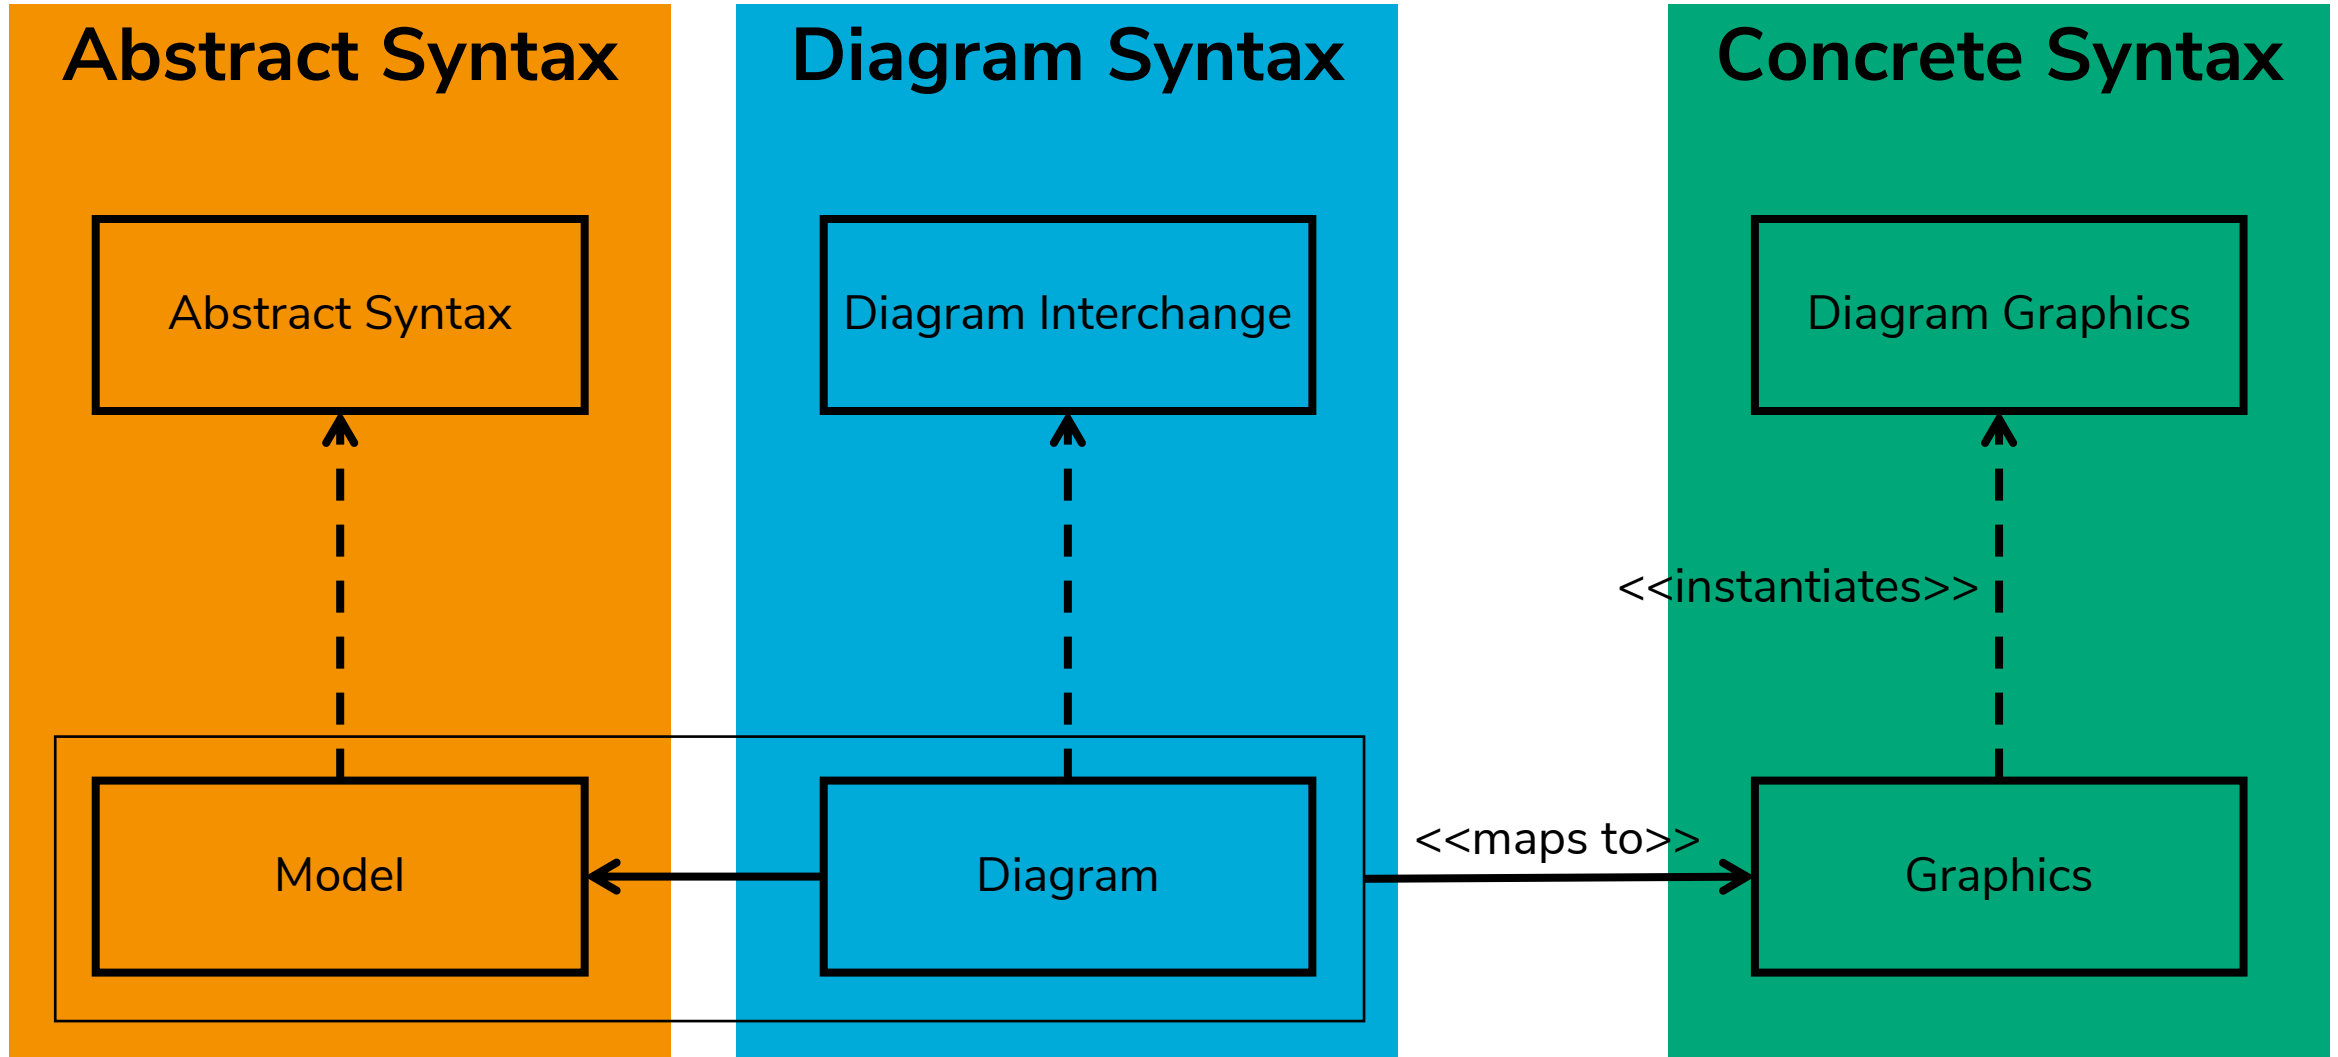 Abstract Syntax
Diagram Syntax
Concrete Syntax
Abstract Syntax
Diagram Interchange
Diagram Graphics
<<instantiates>>
<<maps to>>
Model
Diagram
Graphics